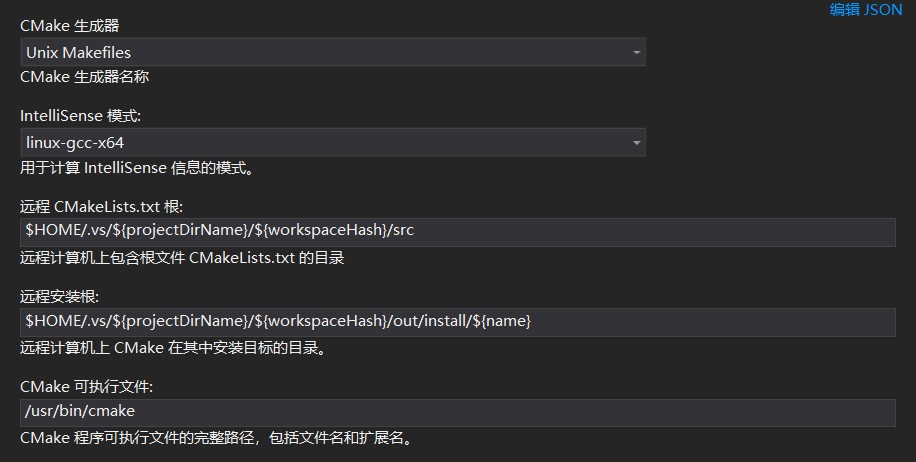 编辑 JSON
CMake 生成器
Unix Makefiles
CMake 生成器名称
IntelliSense 模式:
linux-gcc-x64
用于计算 IntelliSense 信息的模式。
远程 CMakeLists.txt 根:
$HOME/.vs/${projectDirName}/${workspaceHash}/src
远程计算机上包含根文件 CMakeLists.txt 的目录
远程安装根:
$HOME/.vs/${projectDirName}/${workspaceHash}/out/install/${name}
远程计算机上 CMake 在其中安装目标的目录。
CMake 可执行文件:
/usr/bin/cmake
CMake 程序可执行文件的完整路径，包括文件名和扩展名。